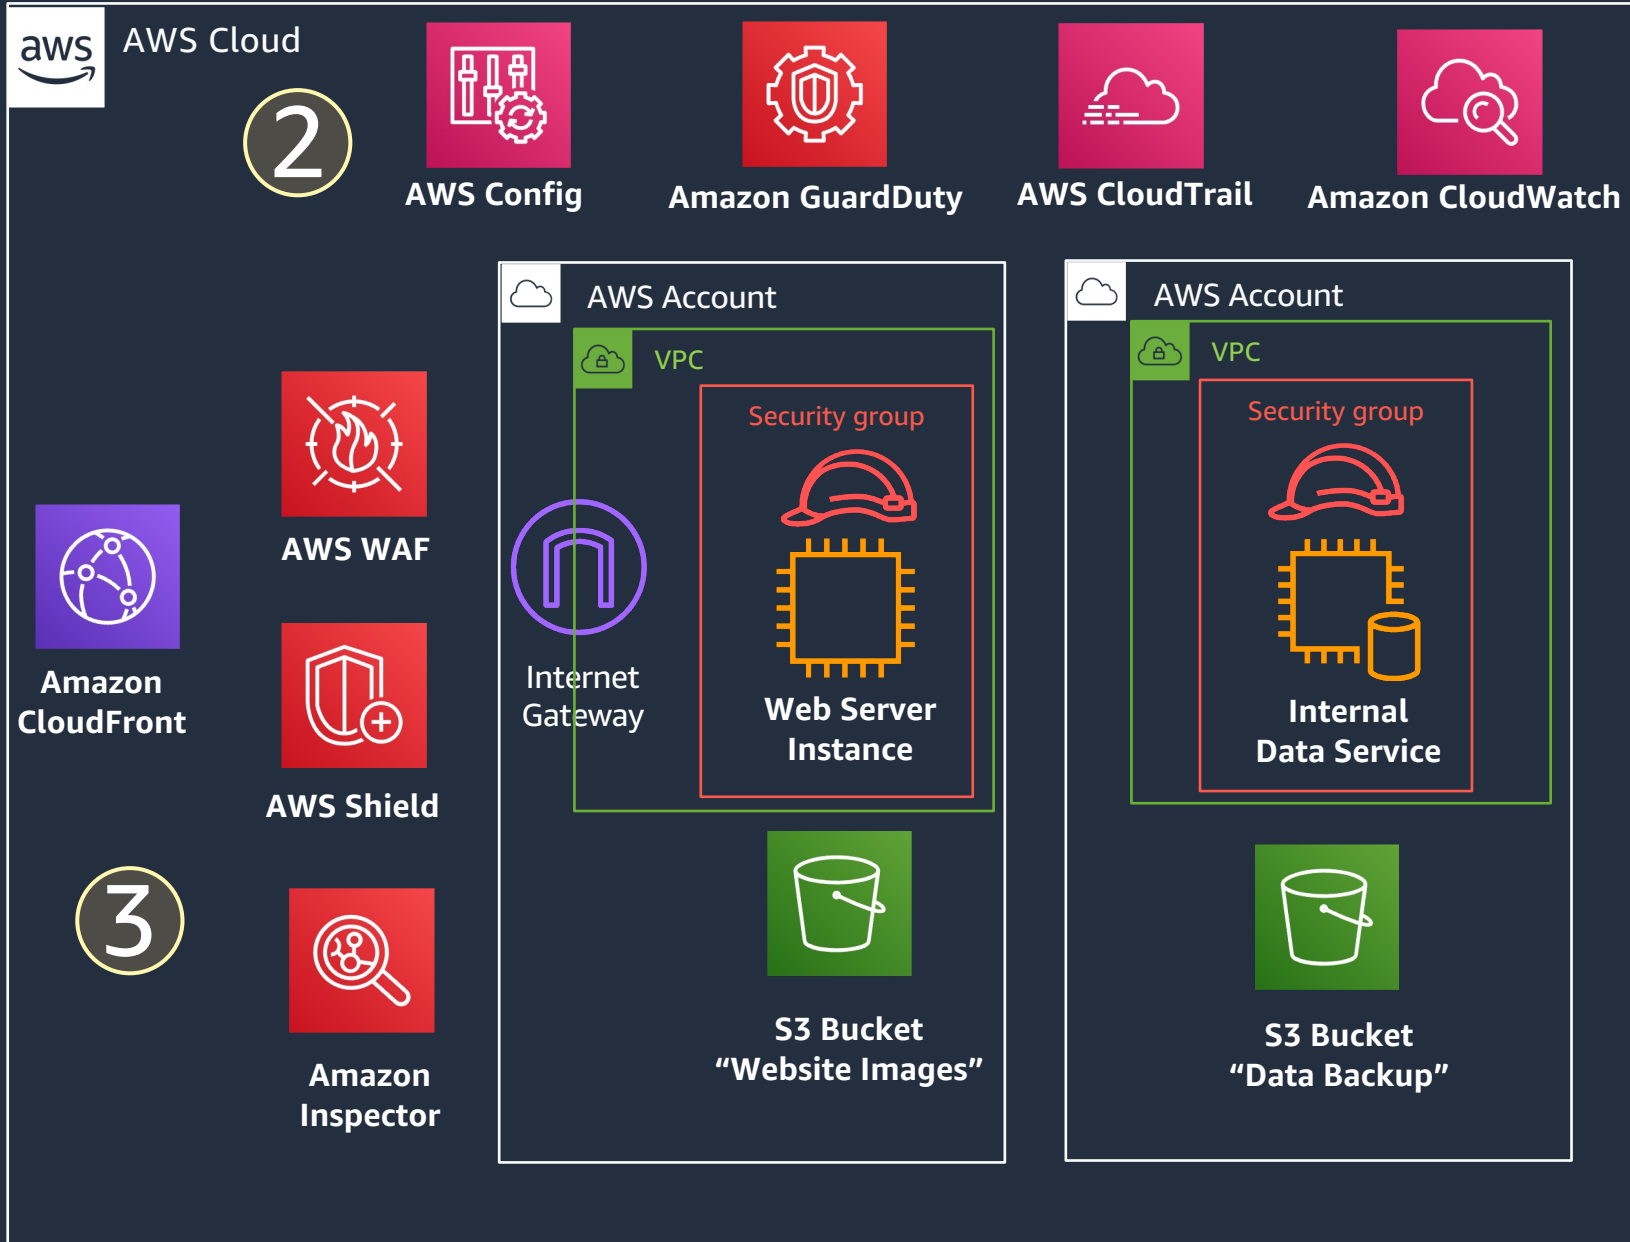 aws
AWS Cloud
2
AWS Config
Amazon GuardDuty
AWS CloudTrail
Amazon CloudWatch
AWS Account
VPC
Security group
Internet
Gateway
Web Server
Instance
S3 Bucket
“Website Images”
AWS Account
VPC
Security group
Internal
Data Service
S3 Bucket
“Data Backup”
AWS WAF
Amazon
CloudFront
AWS Shield
3
Amazon
Inspector